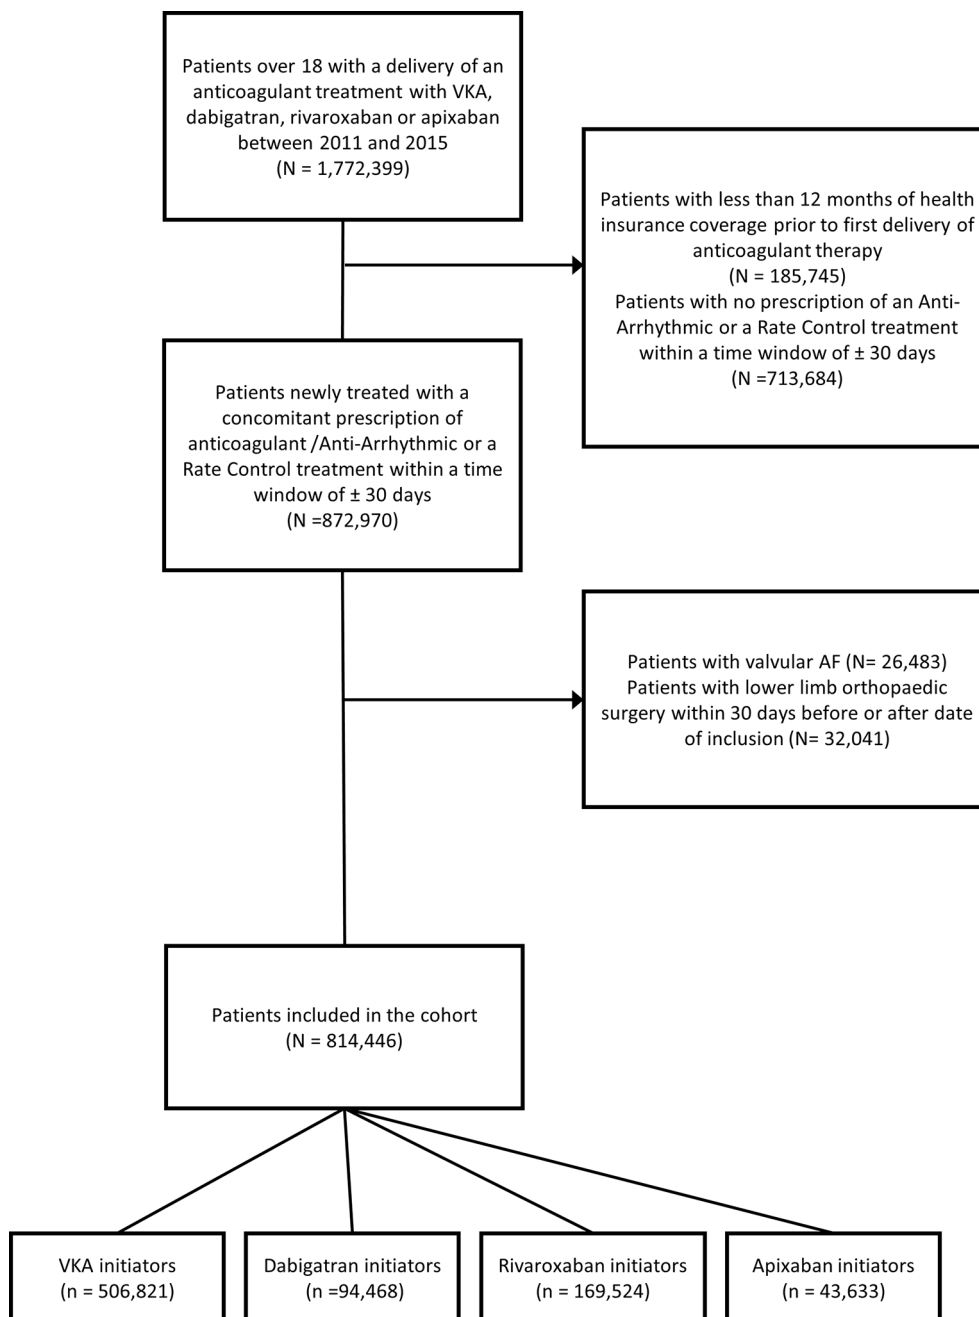 Patients over 18 with a delivery of an
anticoagulant treatment with VKA,
dabigatran, rivaroxaban or apixaban
between 2011 and 2015
(N = 1,772,399)
Patients with less than 12 months of health
insurance coverage prior to first delivery of
anticoagulant therapy
(N = 185,745)
Patients with no prescription of an Anti-
Arrhythmic or a Rate Control treatment
within a time window of ± 30 days
(N =713,684)
Patients newly treated with a
concomitant prescription of
anticoagulant /Anti-Arrhythmic or a
Rate Control treatment within a time
window of ± 30 days
(N =872,970)
Patients with valvular AF (N= 26,483)
Patients with lower limb orthopaedic
surgery within 30 days before or after date
of inclusion (N= 32,041)
Patients included in the cohort
(N = 814,446)
VKA initiators
(n = 506,821)
Dabigatran initiators
(n =94,468)
Rivaroxaban initiators
(n = 169,524)
Apixaban initiators
(n = 43,633)